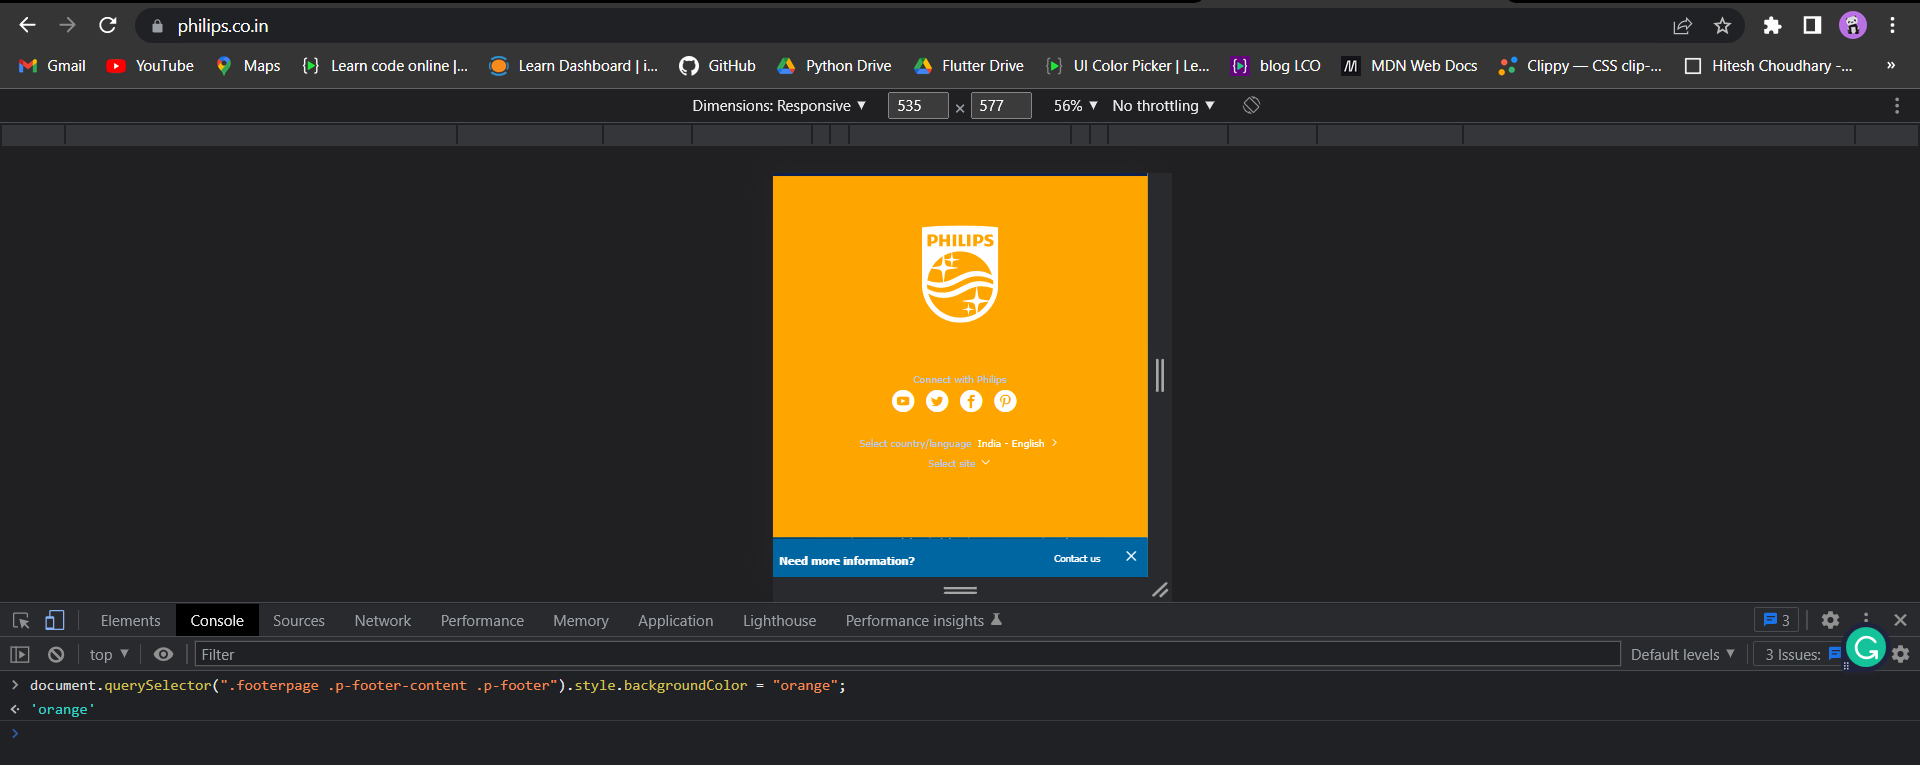 philips.co.in
Gmail YouTube Maps Learn code online |... Learn Dashboard | i... GitHub Python Drive Flutter Drive UI Color Picker | Le... blog LCO MDN Web Docs Clippy — CSS clip-... Hitesh Choudhary -... »
Dimensions: Responsive ▼ 535 × 577 56% ▼ No throttling ▼
PHILIPS
Connect with Philips
Select country/language India - English >
Select site
Need more information? Contact us ×
Elements Console Sources Network Performance Memory Application Lighthouse Performance insights 3
top ▼ Filter Default levels ▼ 3 Issues:
> document.querySelector(".footerpage .p-footer-content .p-footer").style.backgroundColor = "orange";
'orange'
>